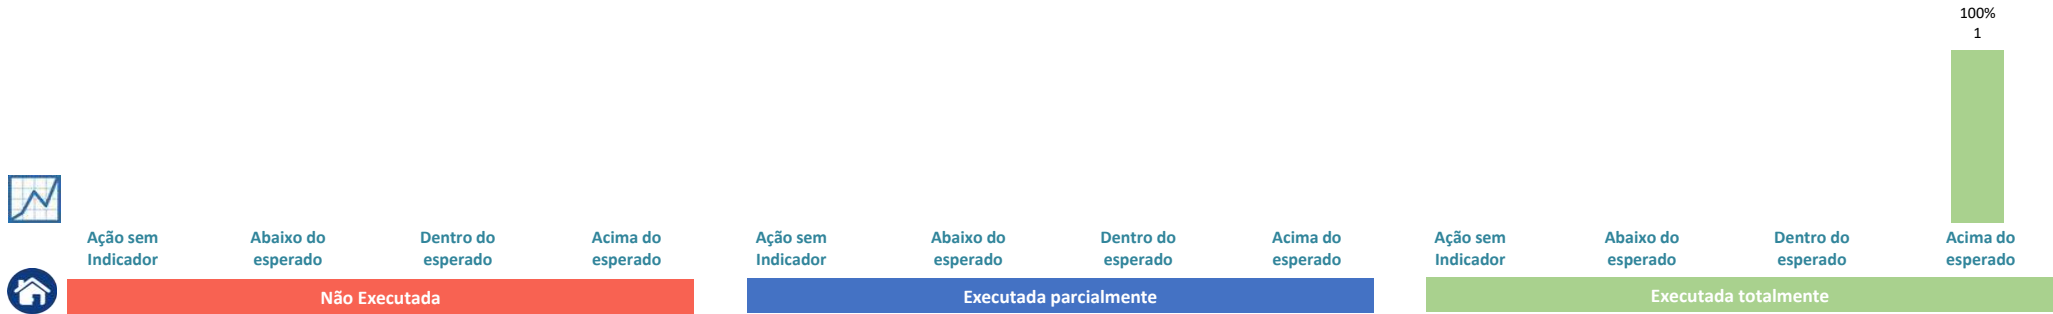 100%
1
Ação sem Indicador
Abaixo do esperado
Dentro do esperado
Acima do esperado
Ação sem Indicador
Abaixo do esperado
Dentro do esperado
Acima do esperado
Ação sem Indicador
Abaixo do esperado
Dentro do esperado
Acima do esperado
Não Executada
Executada parcialmente
Executada totalmente